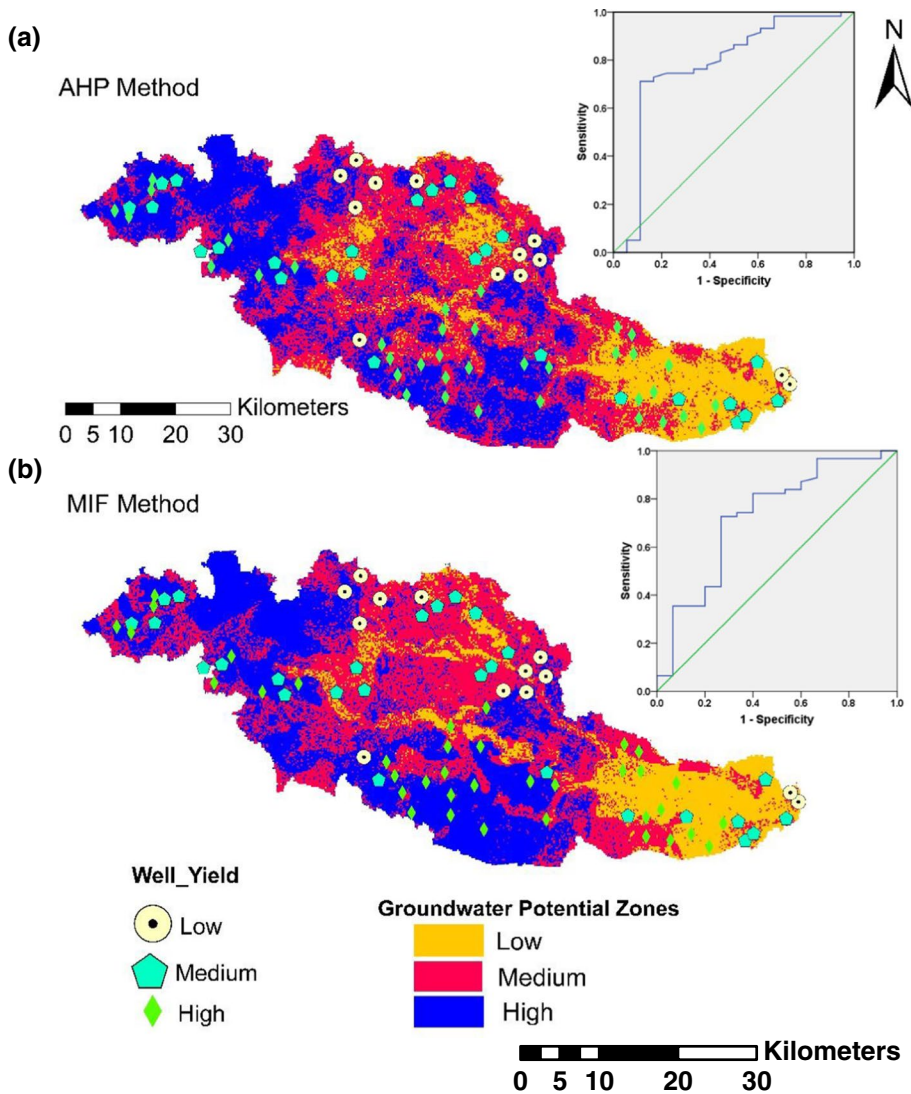 (a)
AHP Method
N
1.0
0.8
0.6
0.4
0.2
0.0
Sensitivity
0.0 0.2 0.4 0.6 0.8 1.0
1 - Specificity
Kilometers
0 5 10 20 30
(b)
MIF Method
1.0
0.8
0.6
0.4
0.2
0.0
Sensitivity
0.0 0.2 0.4 0.6 0.8 1.0
1 - Specificity
Well_Yield
Low
Medium
High
Groundwater Potential Zones
Low
Medium
High
Kilometers
0 5 10 20 30